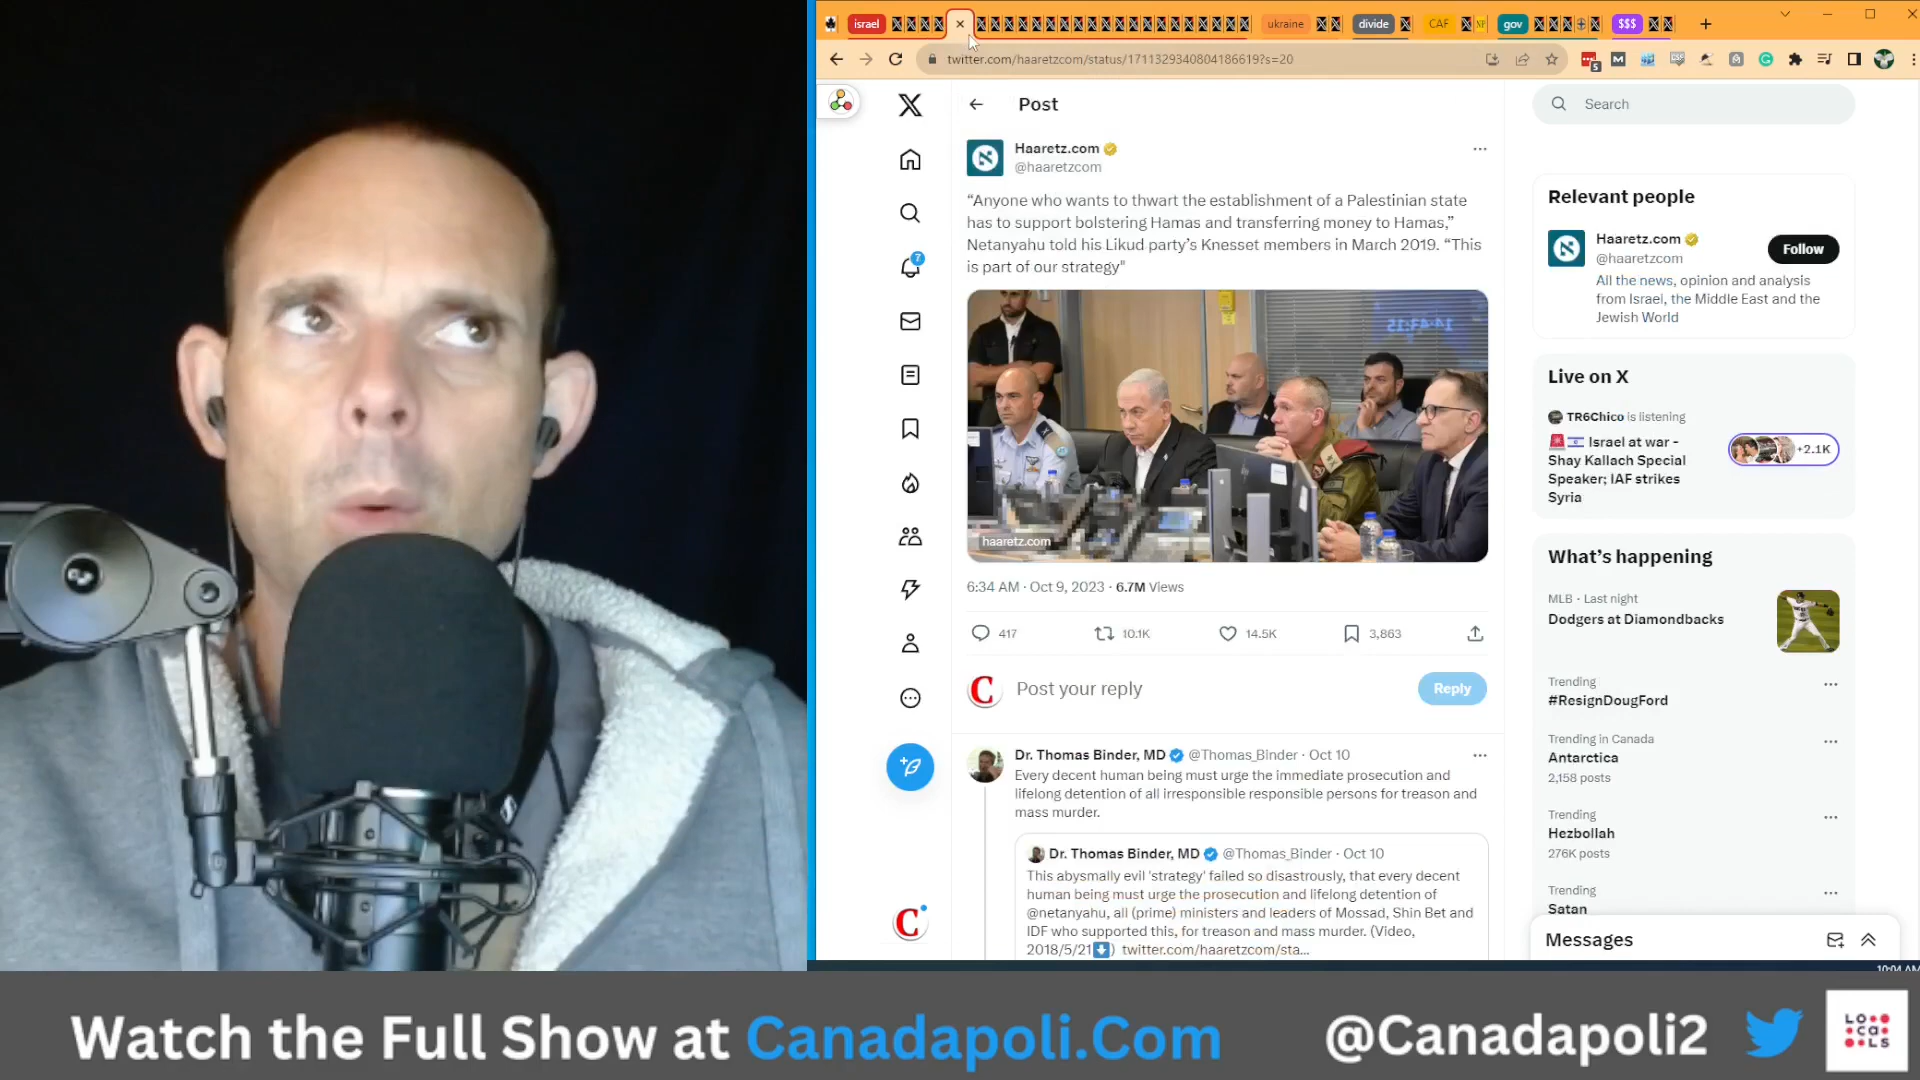 israel
ukraine
divide
CAF
gov
$$$
twitter.com/haaretzcom/status/1711329340804186619?s=20
5
Post
Search
Haaretz.com
@haaretzcom
“Anyone who wants to thwart the establishment of a Palestinian state
has to support bolstering Hamas and transferring money to Hamas,”
Netanyahu told his Likud party’s Knesset members in March 2019. “This
is part of our strategy"
7
14:47:15
haaretz.com
6:34 AM · Oct 9, 2023 · 6.7M Views
417
10.1K
14.5K
3,863
C
Post your reply
Reply
Dr. Thomas Binder, MD @Thomas_Binder · Oct 10
Every decent human being must urge the immediate prosecution and
lifelong detention of all irresponsible responsible persons for treason and
mass murder.
Dr. Thomas Binder, MD @Thomas_Binder · Oct 10
This abysmally evil 'strategy' failed so disastrously, that every decent
human being must urge the prosecution and lifelong detention of
@netanyahu, all (prime) ministers and leaders of Mossad, Shin Bet and
IDF who supported this, for treason and mass murder. (Video,
2018/5/21⬇️) twitter.com/haaretzcom/sta...
C
Relevant people
Haaretz.com
@haaretzcom
Follow
All the news, opinion and analysis
from Israel, the Middle East and the
Jewish World
Live on X
TR6Chico is listening
🚨🇮🇱 Israel at war -
Shay Kallach Special
Speaker; IAF strikes
Syria
+2.1K
What’s happening
MLB · Last night
Dodgers at Diamondbacks
Trending
#ResignDougFord
Trending in Canada
Antarctica
2,158 posts
Trending
Hezbollah
276K posts
Trending
Satan
Messages
10:04 AM
Watch the Full Show at Canadapoli.Com
@Canadapoli2
LO
ca
LS